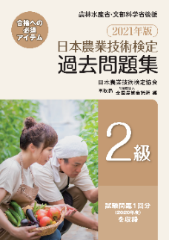 農林水産省・文部科学省後援
合格への
必須
アイテム
2021年版
日本農業技術検定
過去問題集
日本農業技術検定協会
2級
試験問題1回分
を収録